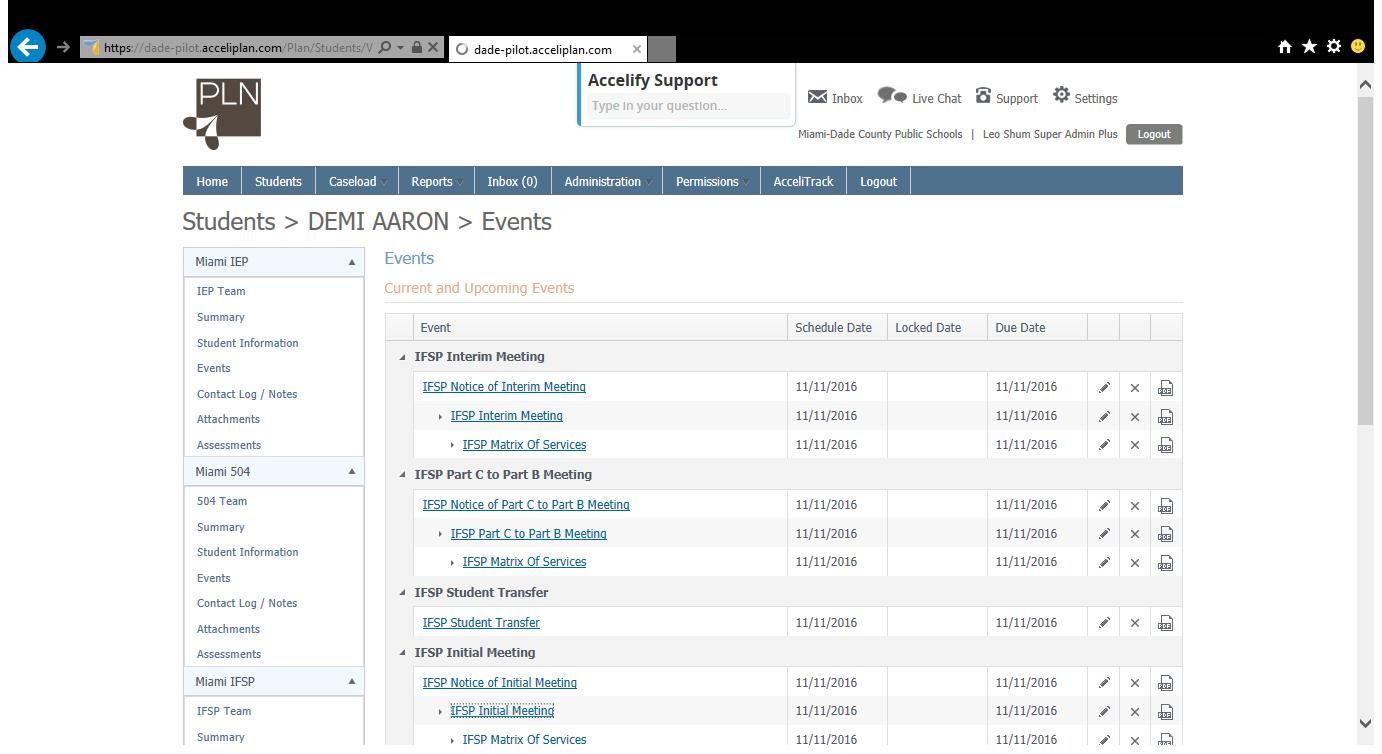 https://dade-pilot.acceliplan.com/Plan/Students/V
dade-pilot.acceliplan.com
PLN
Accelify Support
Type in your question...
Inbox Live Chat Support Settings
Miami-Dade County Public Schools | Leo Shum Super Admin Plus Logout
Home Students Caseload Reports Inbox (0) Administration Permissions AcceliTrack Logout
Students > DEMI AARON > Events
Miami IEP
IEP Team
Summary
Student Information
Events
Contact Log / Notes
Attachments
Assessments
Miami 504
504 Team
Summary
Student Information
Events
Contact Log / Notes
Attachments
Assessments
Miami IFSP
IFSP Team
Summary
Events
Current and Upcoming Events
Event Schedule Date Locked Date Due Date
IFSP Interim Meeting
IFSP Notice of Interim Meeting 11/11/2016 11/11/2016
IFSP Interim Meeting 11/11/2016 11/11/2016
IFSP Matrix Of Services 11/11/2016 11/11/2016
IFSP Part C to Part B Meeting
IFSP Notice of Part C to Part B Meeting 11/11/2016 11/11/2016
IFSP Part C to Part B Meeting 11/11/2016 11/11/2016
IFSP Matrix Of Services 11/11/2016 11/11/2016
IFSP Student Transfer
IFSP Student Transfer 11/11/2016 11/11/2016
IFSP Initial Meeting
IFSP Notice of Initial Meeting 11/11/2016 11/11/2016
IFSP Initial Meeting 11/11/2016 11/11/2016
IFSP Matrix Of Services 11/11/2016 11/11/2016